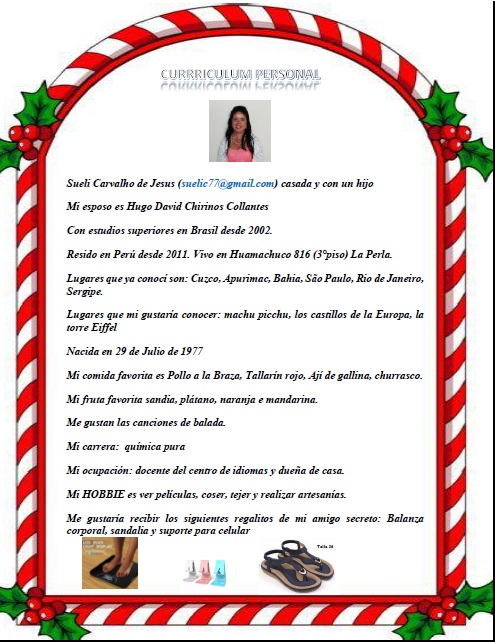 CURRRICULUM PERSONAL
Sueli Carvalho de Jesus (suelic77@gmail.com) casada y con un hijo
Mi esposo es Hugo David Chirinos Collantes
Con estudios superiores en Brasil desde 2002.
Resido en Perú desde 2011. Vivo en Huamachuco 816 (3°piso) La Perla.
Lugares que ya conocí son: Cuzco, Apurimac, Bahia, São Paulo, Rio de Janeiro,
Sergipe.
Lugares que mi gustaría conocer: machu picchu, los castillos de la Europa, la
torre Eiffel
Nacida en 29 de Julio de 1977
Mi comida favorita es Pollo a la Braza, Tallarín rojo, Ají de gallina, churrasco.
Mi fruta favorita sandia, plátano, naranja e mandarina.
Me gustan las canciones de balada.
Mi carrera: química pura
Mi ocupación: docente del centro de idiomas y dueña de casa.
Mi HOBBIE es ver películas, coser, tejer y realizar artesanías.
Me gustaría recibir los siguientes regalitos de mi amigo secreto: Balanza
corporal, sandalia y suporte para celular
Talla 36